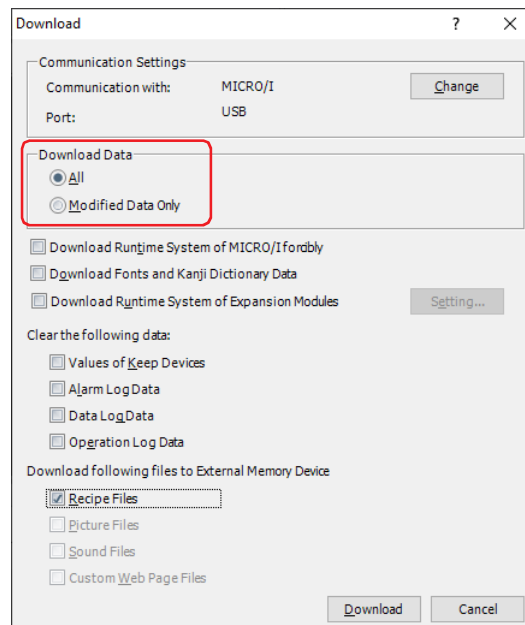 Download ? ×
Communication Settings
Communication with: MICRO/I Change
Port: USB
Download Data
All
Modified Data Only
Download Runtime System of MICRO/I forcibly
Download Fonts and Kanji Dictionary Data
Download Runtime System of Expansion Modules Setting...
Clear the following data:
Values of Keep Devices
Alarm Log Data
Data Log Data
Operation Log Data
Download following files to External Memory Device
Recipe Files
Picture Files
Sound Files
Custom Web Page Files
Download Cancel